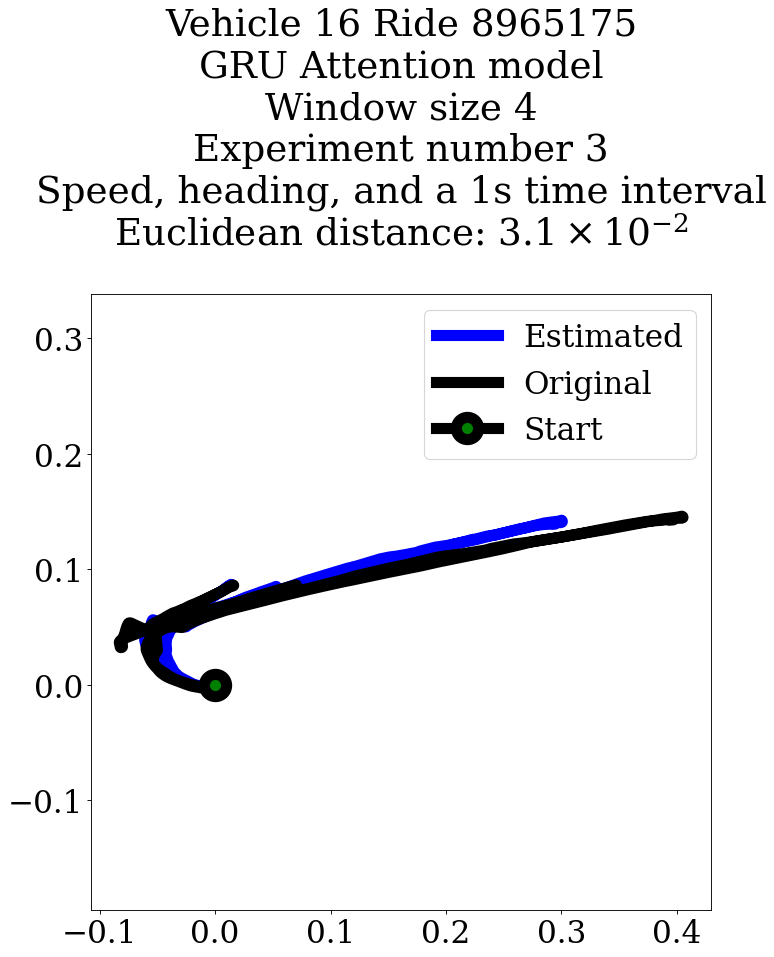 Vehicle 16 Ride 8965175
GRU Attention model
Window size 4
Experiment number 3
Speed, heading, and a 1s time interval
Euclidean distance: 3.1 × 10⁻²
Estimated
Original
Start
0.3
0.2
0.1
0.0
−0.1
−0.1 0.0 0.1 0.2 0.3 0.4